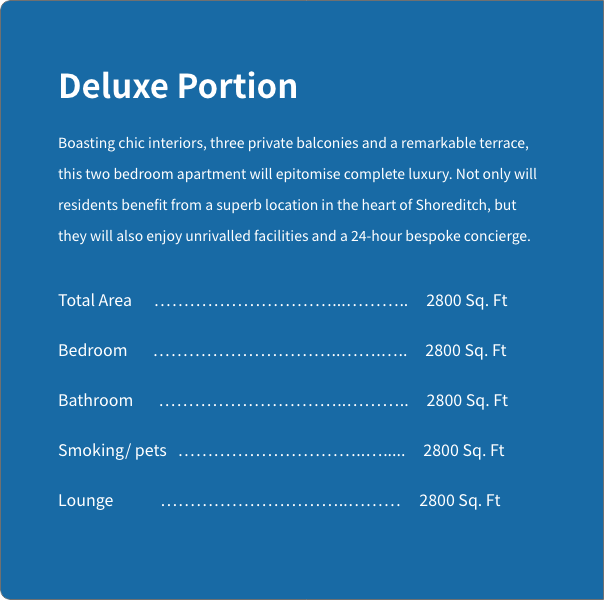 Deluxe Portion
Boasting chic interiors, three private balconies and a remarkable terrace,
this two bedroom apartment will epitomise complete luxury. Not only will
residents benefit from a superb location in the heart of Shoreditch, but
they will also enjoy unrivalled facilities and a 24-hour bespoke concierge.
Total Area …………………………...……….. 2800 Sq. Ft
Bedroom …………………………..…….….. 2800 Sq. Ft
Bathroom …………………………..……….. 2800 Sq. Ft
Smoking/ pets …………………………..…..... 2800 Sq. Ft
Lounge …………………………..……… 2800 Sq. Ft